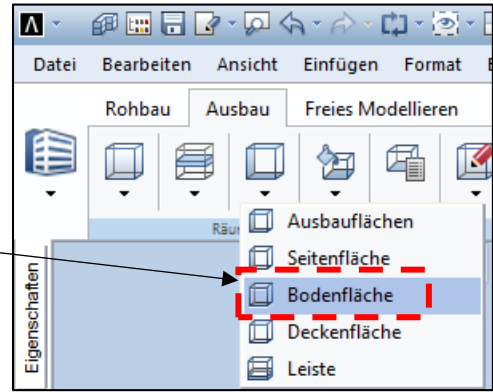 Datei Bearbeiten Ansicht Einfügen Format
Rohbau Ausbau Freies Modellieren
Räu
Ausbauflächen
Seitenfläche
Bodenfläche
Deckenfläche
Leiste
Eigenschaften